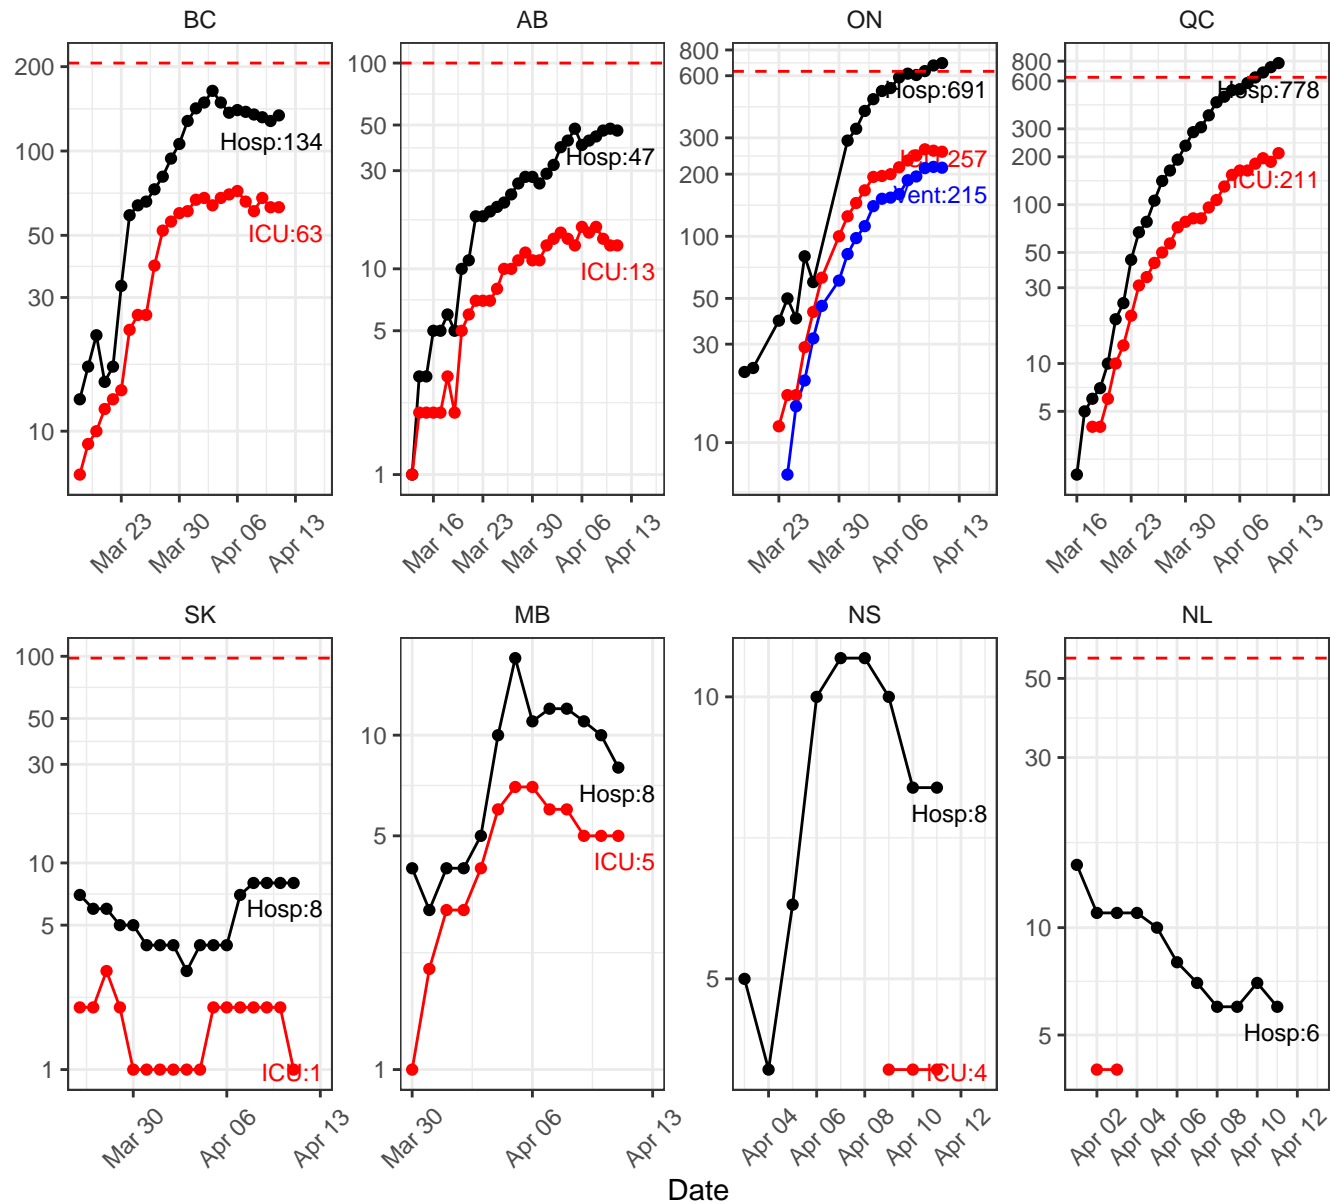 BC
AB
ON
QC
200
100
30
50
10
Hosp:134
ICU:63
Mar 23
Mar 30
Apr 06
Apr 13
100
50
30
10
5
1
Hosp:47
ICU:13
Mar 16
Mar 23
Mar 30
Apr 06
Apr 13
800
600
300
200
100
50
30
10
Hosp:691
ICU:257
Vent:215
Mar 23
Mar 30
Apr 06
Apr 13
800
600
300
200
100
50
30
10
5
Hosp:778
ICU:211
Mar 16
Mar 23
Mar 30
Apr 06
Apr 13
SK
MB
NS
NL
100
50
30
10
5
1
Hosp:8
ICU:1
Mar 30
Apr 06
Apr 13
10
5
1
Hosp:8
ICU:5
Mar 30
Apr 06
Apr 13
10
5
Hosp:8
ICU:4
Apr 04
Apr 06
Apr 08
Apr 10
Apr 12
50
30
10
5
Hosp:6
Apr 02
Apr 04
Apr 06
Apr 08
Apr 10
Apr 12
Date